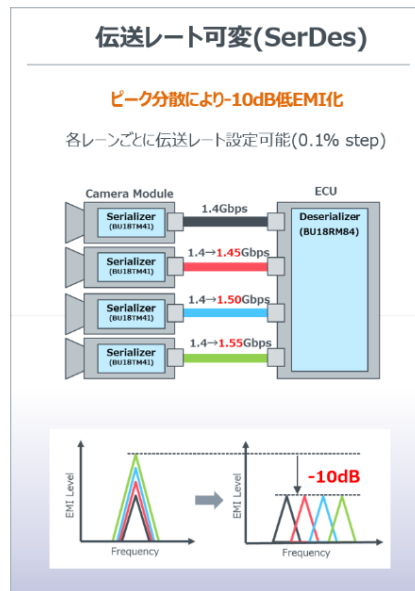 伝送レート可変(SerDes)
ピーク分散により-10dB低EMI化
各レーンごとに伝送レート設定可能(0.1% step)
Camera Module
ECU
Serializer
(BU18TM41)
1.4Gbps
Deserializer
(BU18RM84)
Serializer
(BU18TM41)
1.4→1.45Gbps
Serializer
(BU18TM41)
1.4→1.50Gbps
Serializer
(BU18TM41)
1.4→1.55Gbps
EMI Level
Frequency
EMI Level
-10dB
Frequency